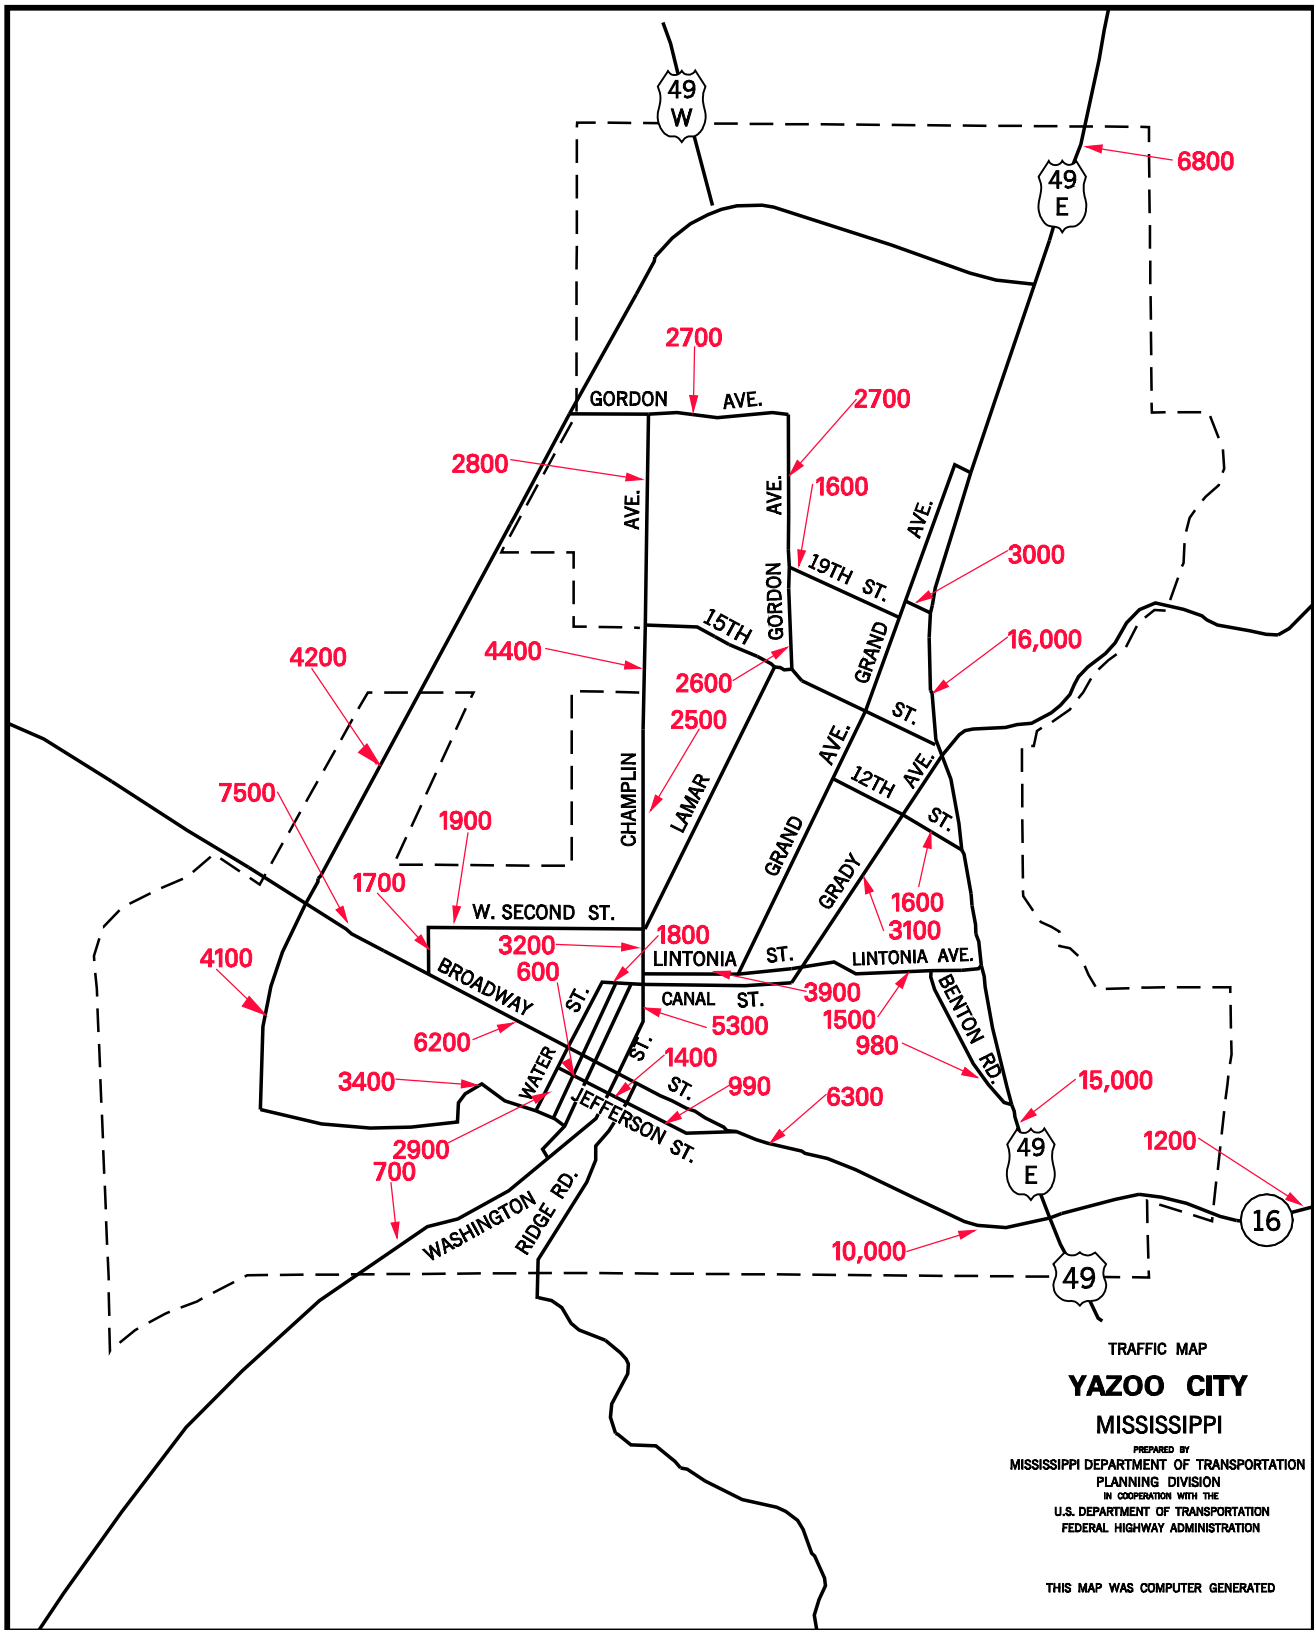 49
W
49
E
6800
2700
GORDON AVE.
2700
2800
1600
AVE.
AVE.
AVE.
3000
19TH ST.
GORDON
15TH
16,000
GRAND
4400
4200
2600
2500
ST.
AVE.
AVE.
12TH
ST.
LAMAR
CHAMPLIN
7500
1900
GRAND
GRADY
1700
1600
W. SECOND ST.
3100
1800
3200
LINTONIA ST.
LINTONIA AVE.
4100
600
BROADWAY
ST.
3900
CANAL ST.
BENTON RD.
1500
5300
6200
980
ST.
1400
WATER
3400
ST.
990
15,000
6300
JEFFERSON ST.
2900
700
1200
49
E
WASHINGTON
RIDGE RD.
16
10,000
49
TRAFFIC MAP
YAZOO CITY
MISSISSIPPI
PREPARED BY
MISSISSIPPI DEPARTMENT OF TRANSPORTATION
PLANNING DIVISION
IN COOPERATION WITH THE
U.S. DEPARTMENT OF TRANSPORTATION
FEDERAL HIGHWAY ADMINISTRATION
THIS MAP WAS COMPUTER GENERATED